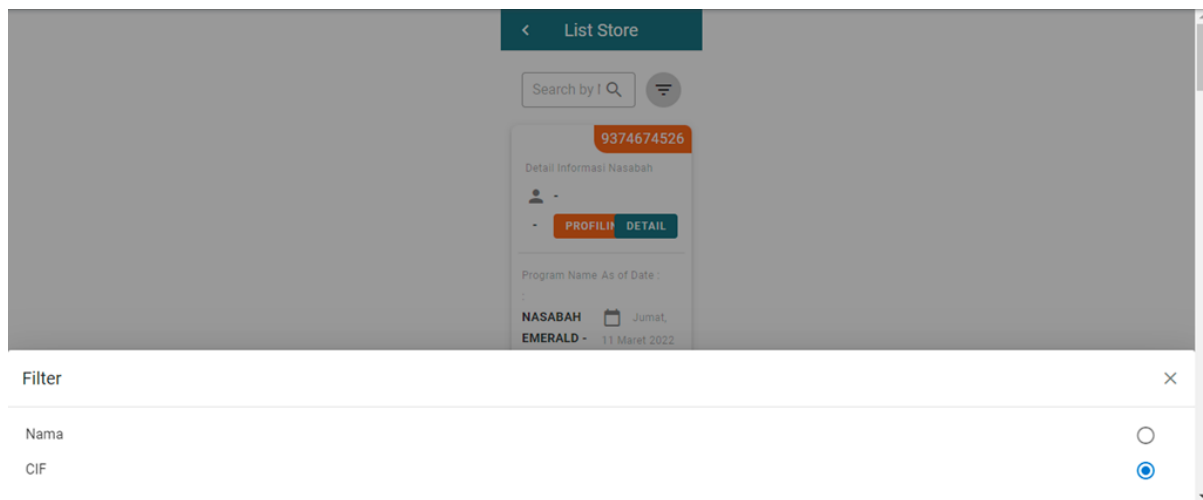 List Store
Search by
9374674526
Detail Informasi Nasabah
-
- PROFILIN DETAIL
Program Name As of Date :
:
NASABAH Jumat,
EMERALD - 11 Maret 2022
Filter
Nama
CIF